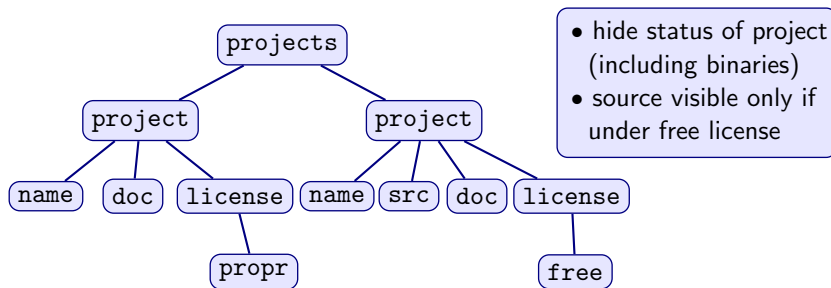 projects
• hide status of project
(including binaries)
• source visible only if
under free license
project project
name doc license name src doc license
propr free